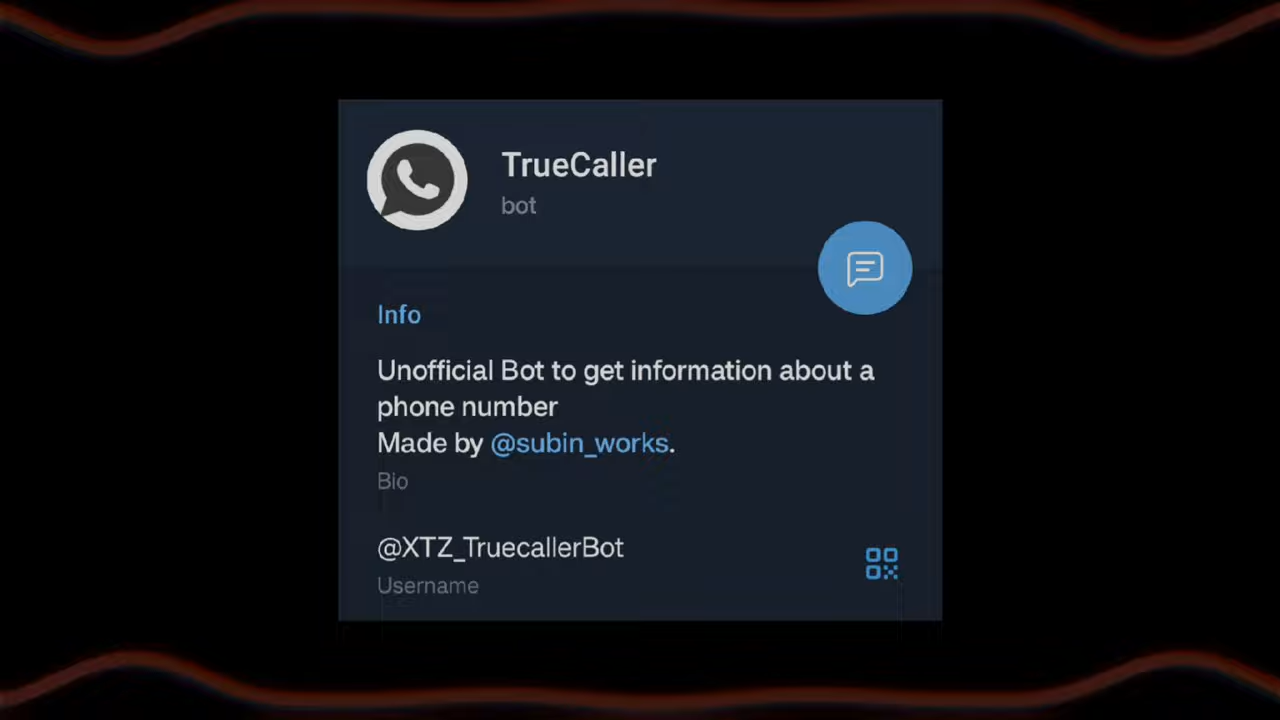 TrueCaller
bot
Info
Unofficial Bot to get information about a
phone number
Made by @subin_works.
Bio
@XTZ_TruecallerBot
Username